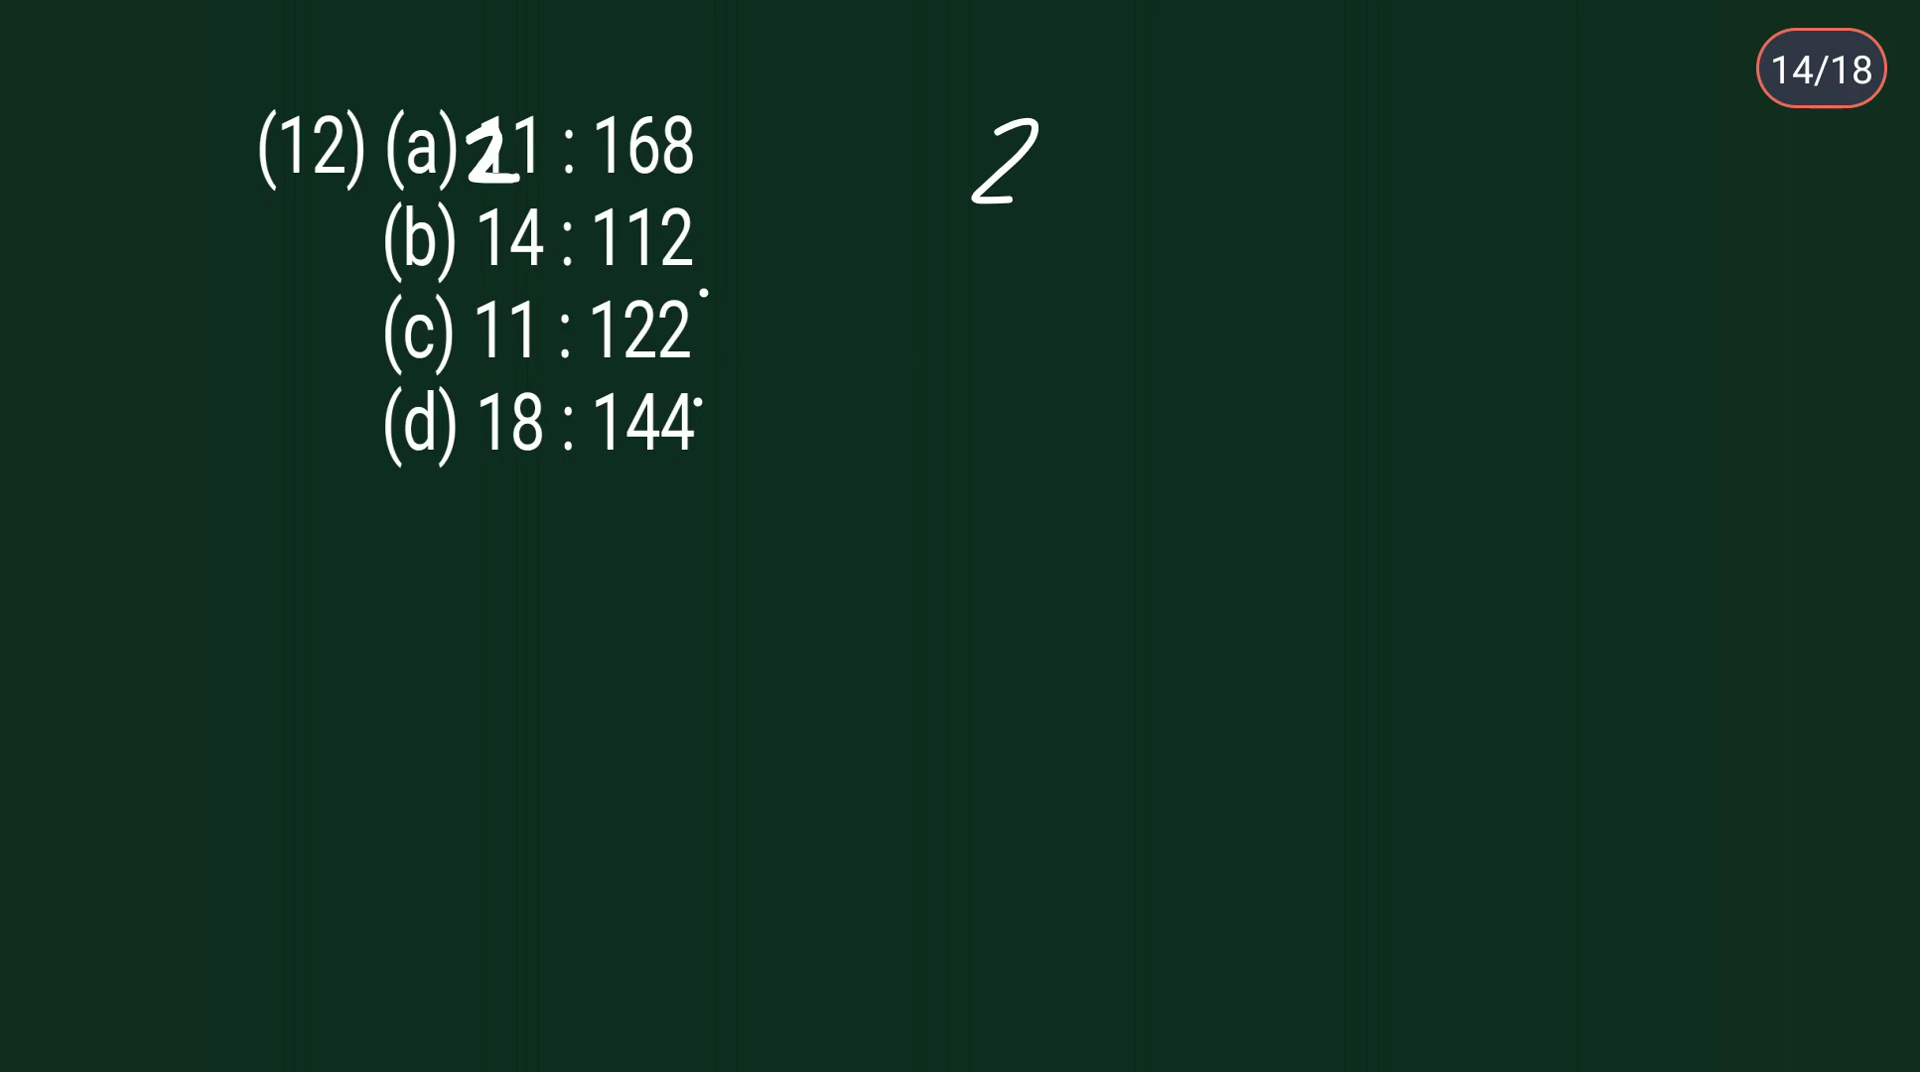 14/18
(12) (a) 21 : 168 2
(b) 14 : 112
(c) 11 : 122
(d) 18 : 144